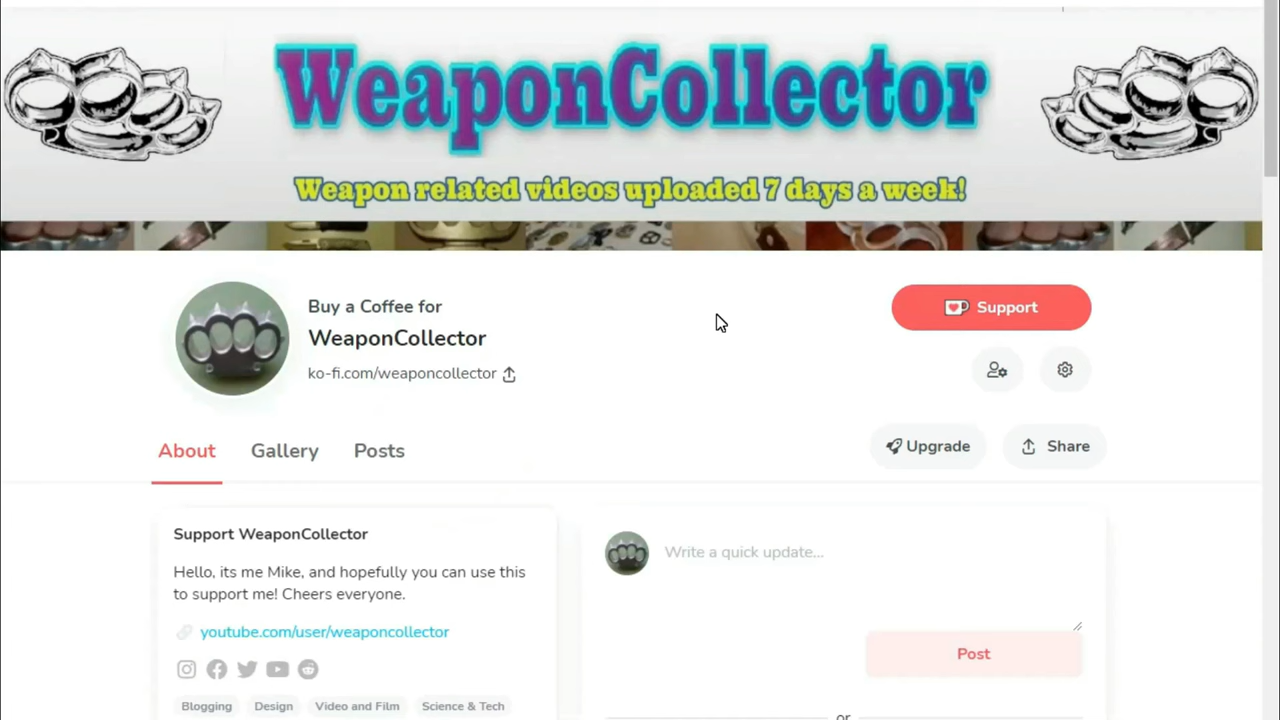 WeaponCollector
Weapon related videos uploaded 7 days a week!
Buy a Coffee for
WeaponCollector
ko-fi.com/weaponcollector
Support
About
Gallery
Posts
Upgrade
Share
Support WeaponCollector
Hello, its me Mike, and hopefully you can use this
to support me! Cheers everyone.
youtube.com/user/weaponcollector
Blogging
Design
Video and Film
Science & Tech
Write a quick update...
Post
or